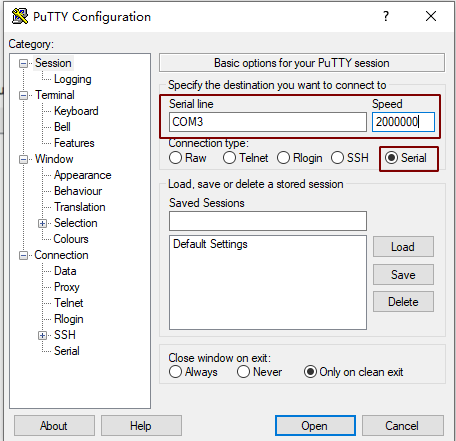 PuTTY Configuration
Category:
Session
Logging
Terminal
Keyboard
Bell
Features
Window
Appearance
Behaviour
Translation
Selection
Colours
Connection
Data
Proxy
Telnet
Rlogin
SSH
Serial
Basic options for your PuTTY session
Specify the destination you want to connect to
Serial line Speed
COM3 2000000
Connection type:
Raw Telnet Rlogin SSH Serial
Load, save or delete a stored session
Saved Sessions
Default Settings
Load
Save
Delete
Close window on exit:
Always Never Only on clean exit
About Help Open Cancel